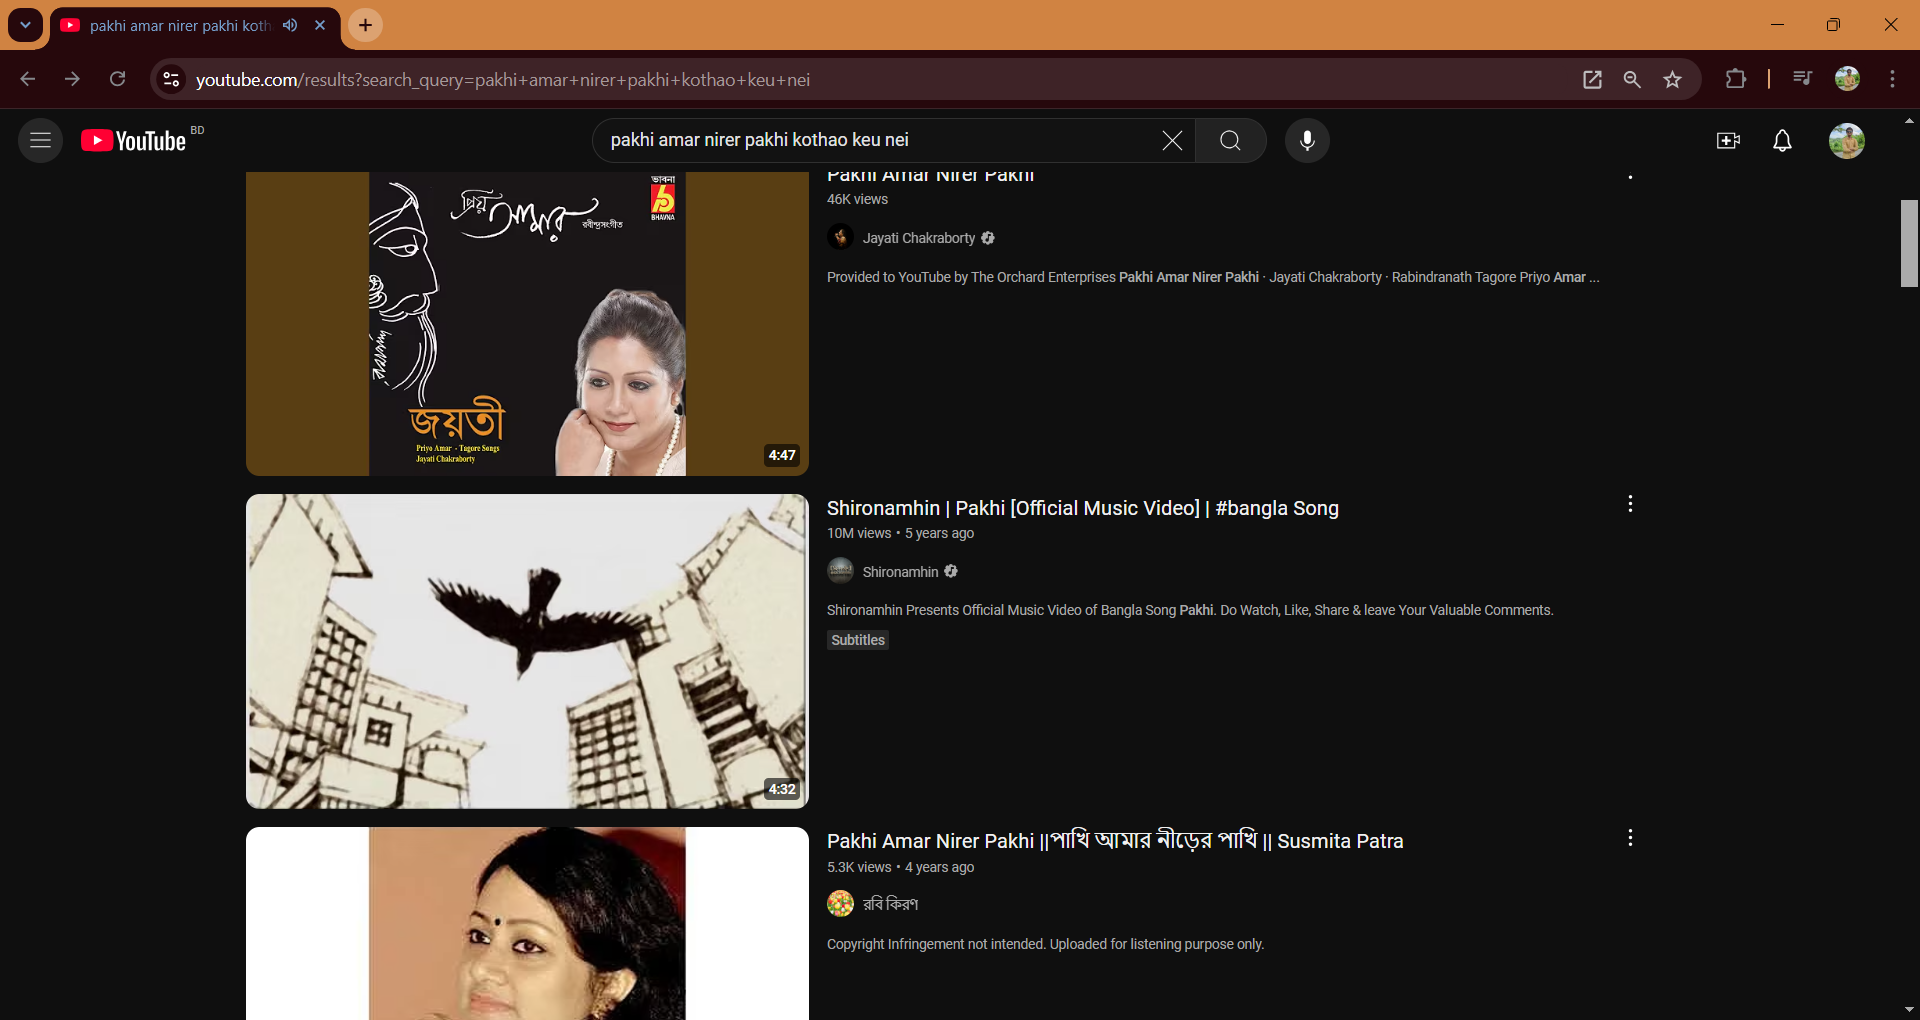 pakhi amar nirer pakhi koth
youtube.com/results?search_query=pakhi+amar+nirer+pakhi+kothao+keu+nei
YouTube BD
pakhi amar nirer pakhi kothao keu nei
ভাবনা
BHAVNA
প্রিয় আমার
রবীন্দ্রসংগীত
জয়তী
Priyo Amar - Tagore Songs
Jayati Chakraborty
4:47
Pakhi Amar Nirer Pakhi
46K views
Jayati Chakraborty
Provided to YouTube by The Orchard Enterprises Pakhi Amar Nirer Pakhi · Jayati Chakraborty · Rabindranath Tagore Priyo Amar ...
4:32
Shironamhin | Pakhi [Official Music Video] | #bangla Song
10M views • 5 years ago
Shironamhin
Shironamhin Presents Official Music Video of Bangla Song Pakhi. Do Watch, Like, Share & leave Your Valuable Comments.
Subtitles
Pakhi Amar Nirer Pakhi ||পাখি আমার নীড়ের পাখি || Susmita Patra
5.3K views • 4 years ago
রবি কিরণ
Copyright Infringement not intended. Uploaded for listening purpose only.